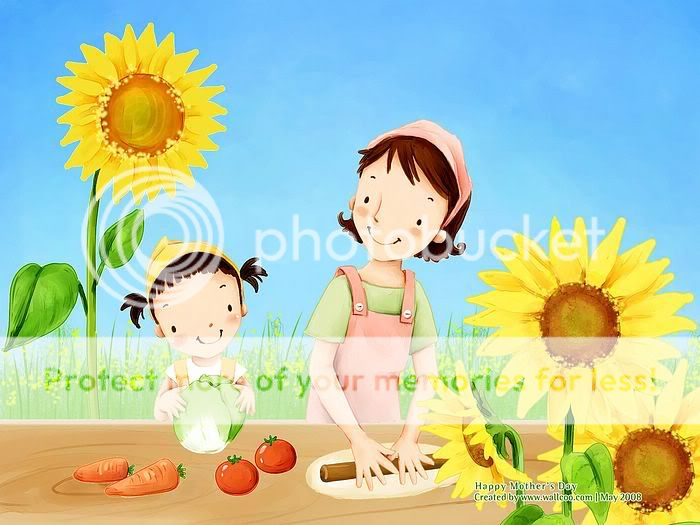 photobucket
Protect more of your memories for less!
Happy Mother's Day
Created by www.wallcoo.com | May 2008